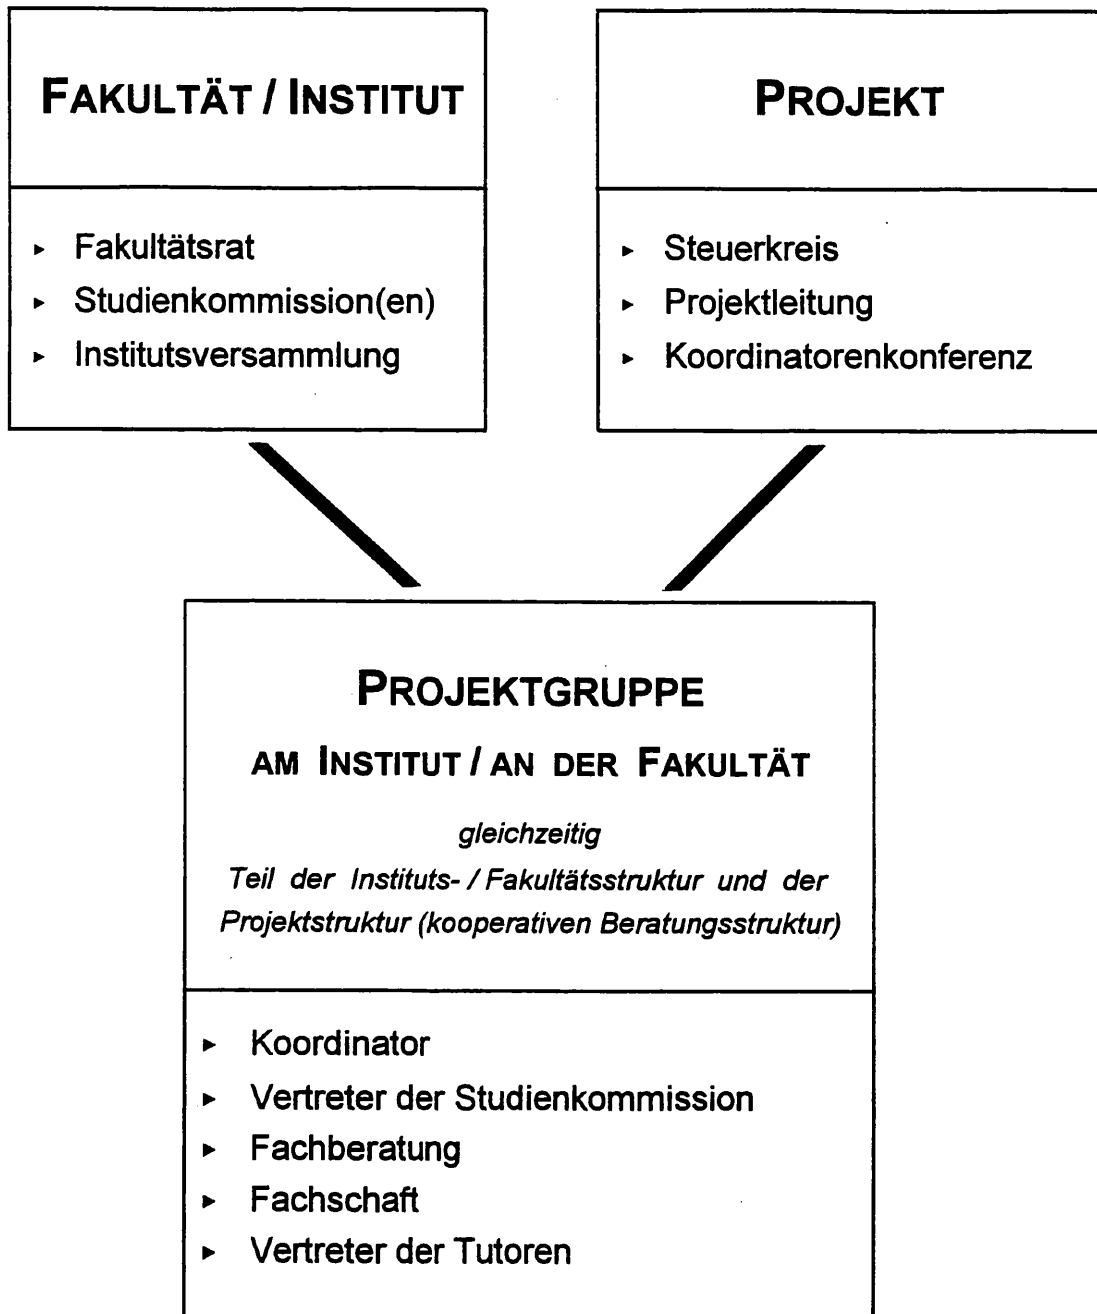 FAKULTÄT / INSTITUT
▸ Fakultätsrat
▸ Studienkommission(en)
▸ Institutsversammlung
PROJEKT
▸ Steuerkreis
▸ Projektleitung
▸ Koordinatorenkonferenz
PROJEKTGRUPPE
AM INSTITUT / AN DER FAKULTÄT
gleichzeitig
Teil der Instituts- / Fakultätsstruktur und der
Projektstruktur (kooperativen Beratungsstruktur)
▸ Koordinator
▸ Vertreter der Studienkommission
▸ Fachberatung
▸ Fachschaft
▸ Vertreter der Tutoren